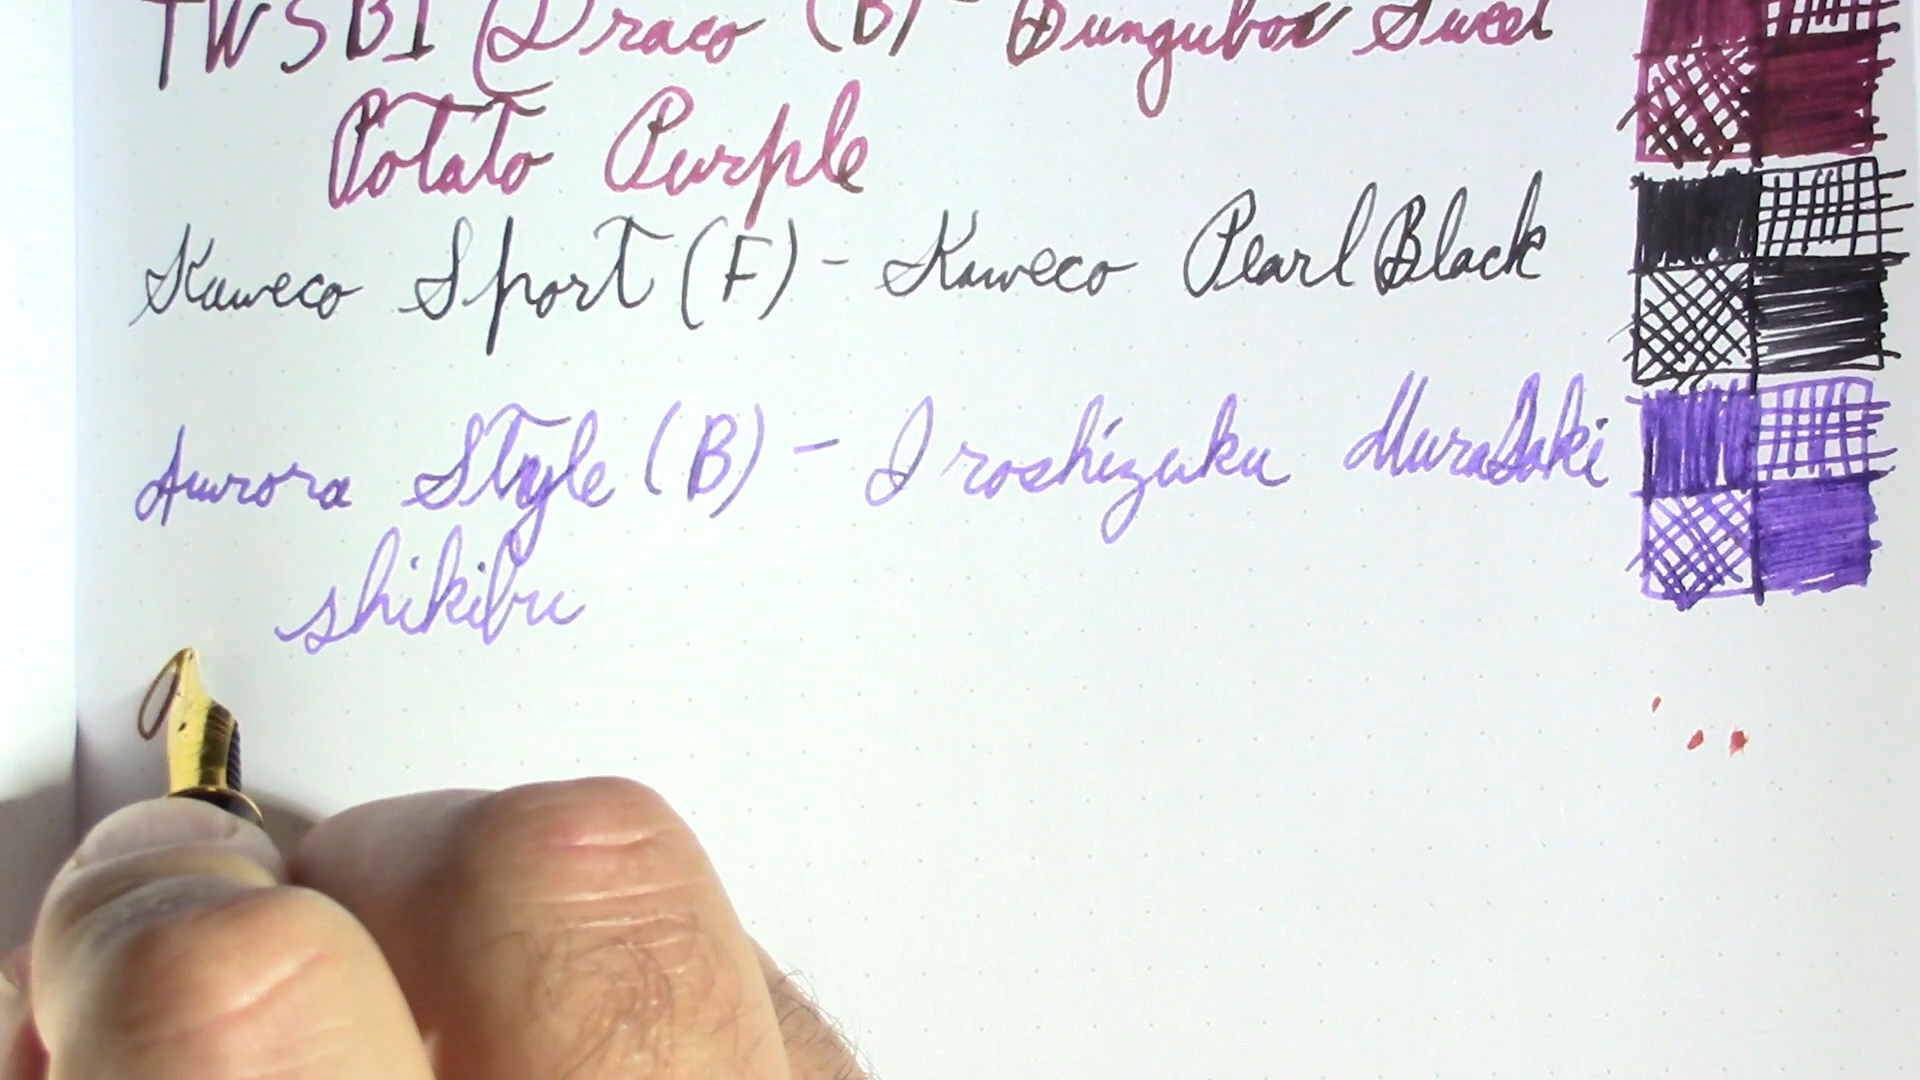 TWSBI Draco (B) - Bungubox Sweet
Potato Purple
Kaweco Sport (F) - Kaweco Pearl Black
Aurora Style (B) - Iroshizuku MuraSaki
shikibu